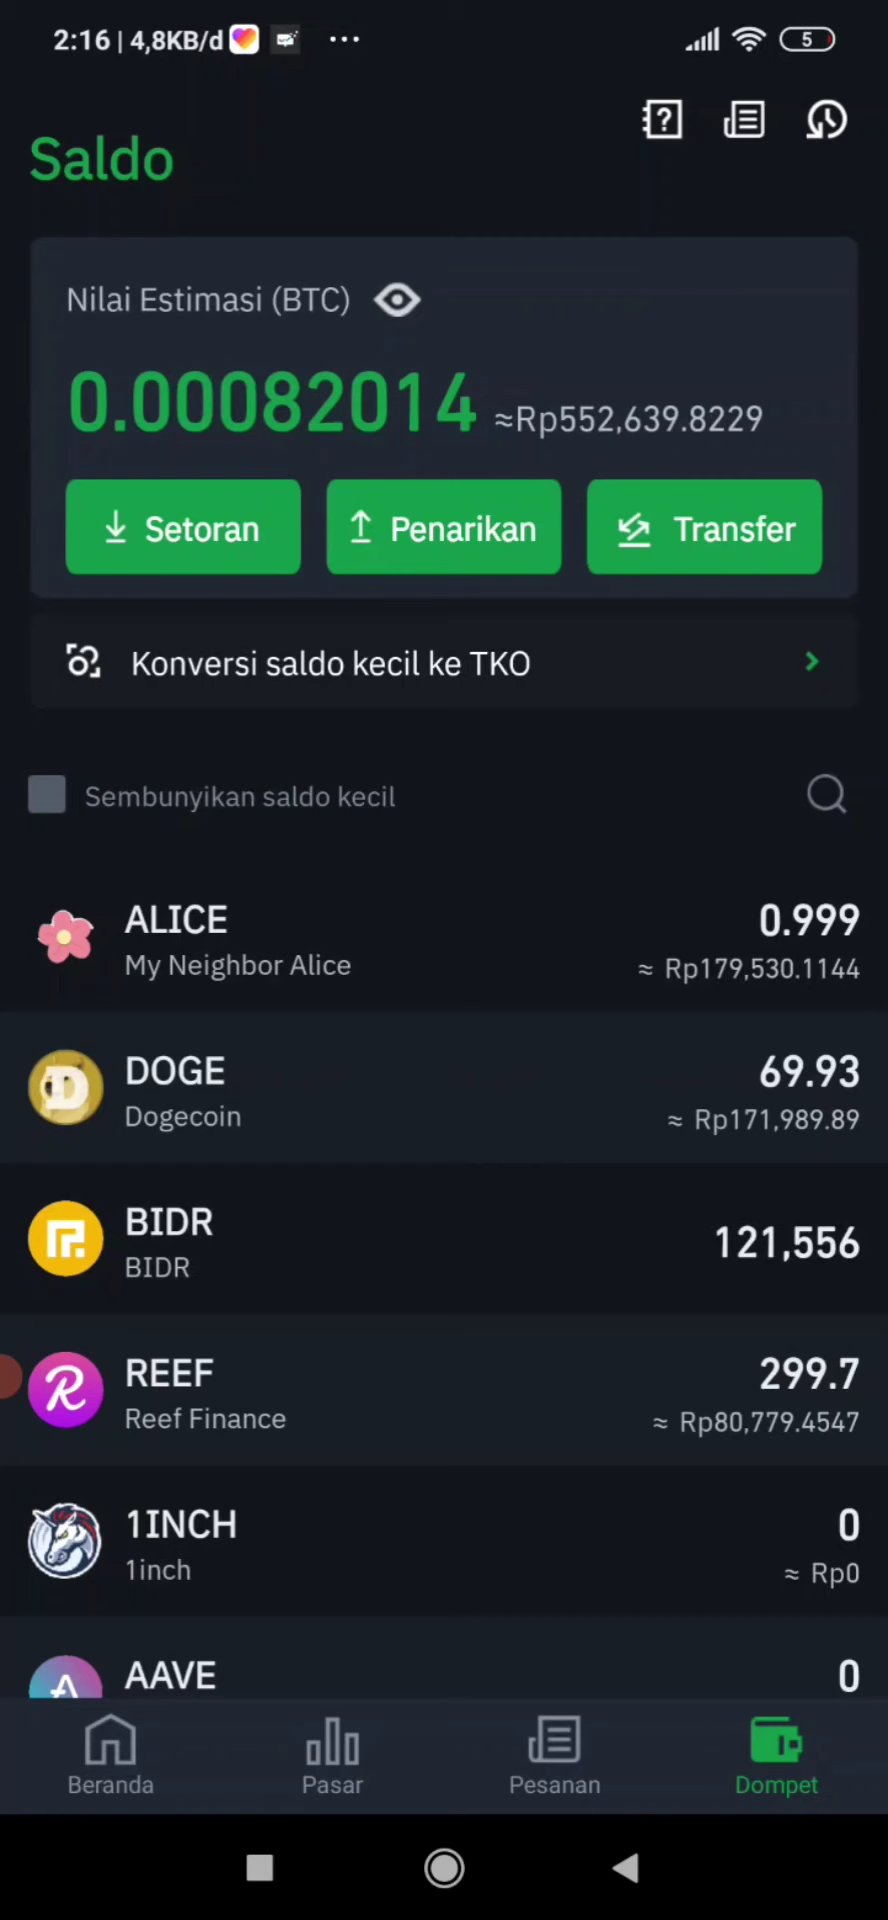 2:16 | 4,8KB/d ... 5
Saldo
Nilai Estimasi (BTC)
0.00082014 ≈Rp552,639.8229
Setoran Penarikan Transfer
Konversi saldo kecil ke TKO
Sembunyikan saldo kecil
ALICE 0.999
My Neighbor Alice ≈ Rp179,530.1144
DOGE 69.93
Dogecoin ≈ Rp171,989.89
BIDR 121,556
BIDR
REEF 299.7
Reef Finance ≈ Rp80,779.4547
1INCH 0
1inch ≈ Rp0
AAVE 0
Beranda Pasar Pesanan Dompet